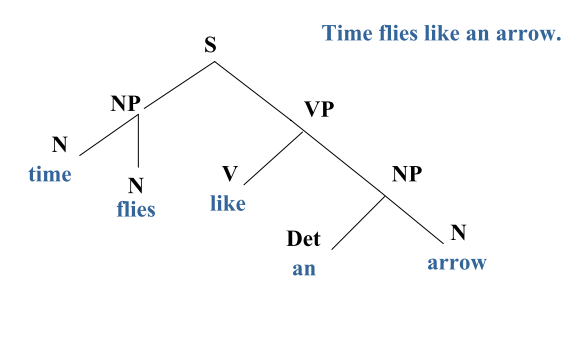 Time flies like an arrow.
S
NP
VP
N
time
N
flies
V
like
NP
Det
an
N
arrow